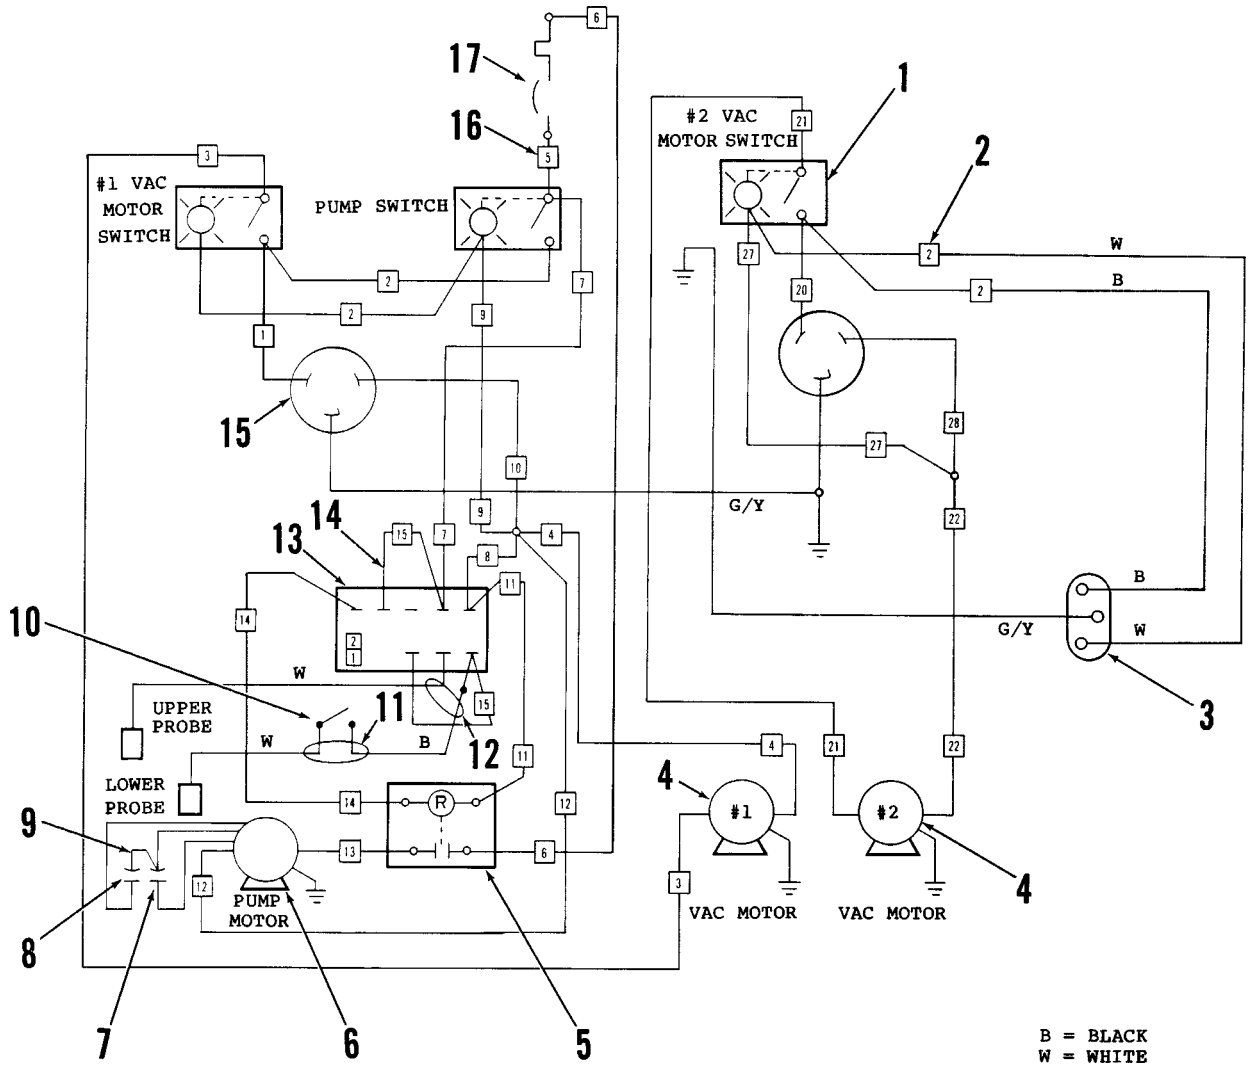 6
17
1
#2 VAC
21
16
MOTOR SWITCH
2
5
3
#1 VAC
MOTOR
SWITCH
PUMP SWITCH
W
27
2
2
7
B
20
2
2
9
1
15
28
27
10
G/Y
9
22
14
15
7
4
13
8
11
B
10
14
2
1
G/Y
W
W
11
15
3
UPPER
PROBE
12
W
B
11
4
21
22
4
LOWER
PROBE
14
R
12
#1
#2
9
13
6
12
3
4
PUMP
MOTOR
VAC MOTOR
VAC MOTOR
8
7
6
5
B = BLACK
W = WHITE